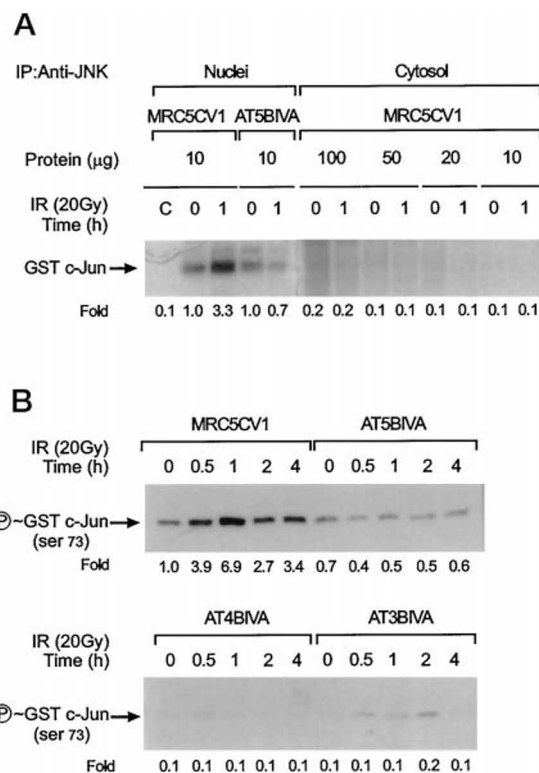 A
IP:Anti-JNK Nuclei Cytosol
MRC5CV1 AT5BIVA MRC5CV1
Protein (μg) 10 10 100 50 20 10
IR (20Gy) C 0 1 0 1 0 1 0 1 0 1 0 1
Time (h)
GST c-Jun
Fold 0.1 1.0 3.3 1.0 0.7 0.2 0.2 0.1 0.1 0.1 0.1 0.1 0.1
B
MRC5CV1 AT5BIVA
IR (20Gy)
Time (h) 0 0.5 1 2 4 0 0.5 1 2 4
Ⓟ~GST c-Jun
(ser 73)
Fold 1.0 3.9 6.9 2.7 3.4 0.7 0.4 0.5 0.5 0.6
AT4BIVA AT3BIVA
IR (20Gy)
Time (h) 0 0.5 1 2 4 0 0.5 1 2 4
Ⓟ~GST c-Jun
(ser 73)
Fold 0.1 0.1 0.1 0.1 0.1 0.1 0.1 0.1 0.2 0.1